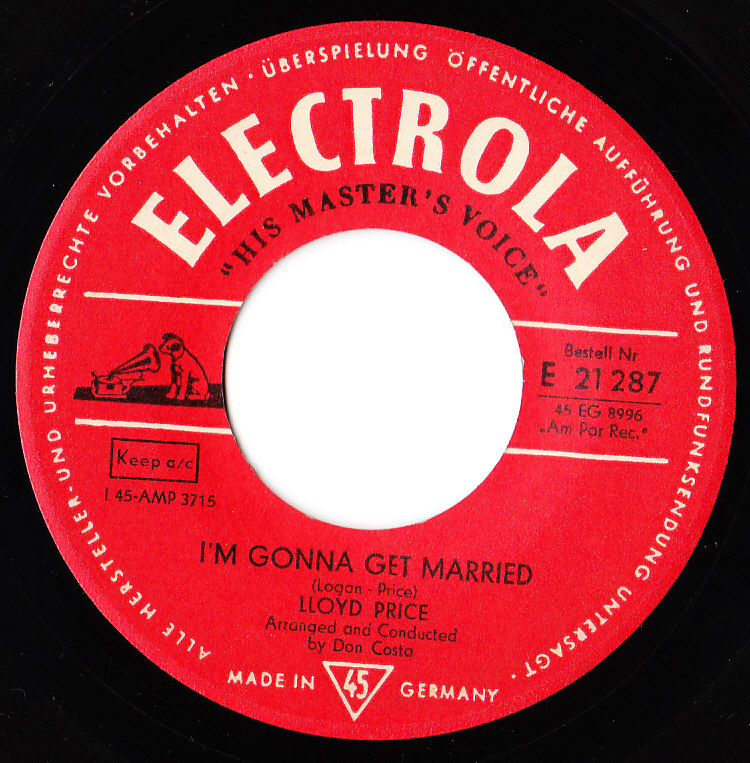 ALLE HERSTELLER- UND URHEBERRECHTE VORBEHALTEN · ÜBERSPIELUNG ÖFFENTLICHE AUFFÜHRUNG UND RUNDFUNKSENDUNG UNTERSAGT ·
ELECTROLA
"HIS MASTER'S VOICE"
Bestell Nr
E 21 287
45 EG 8996
„Am Par Rec."
Keep a/c
I 45-AMP 3715
I'M GONNA GET MARRIED
(Logan - Price)
LLOYD PRICE
Arranged and Conducted
by Don Costa
MADE IN 45 GERMANY